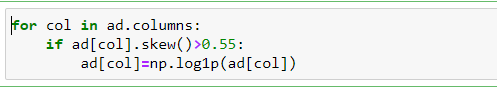 for col in ad.columns:
    if ad[col].skew()>0.55:
        ad[col]=np.log1p(ad[col])